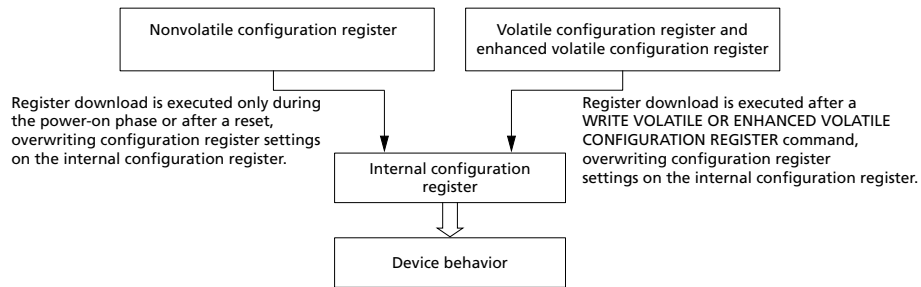 Nonvolatile configuration register
Volatile configuration register and
enhanced volatile configuration register
Register download is executed only during
the power-on phase or after a reset,
overwriting configuration register settings
on the internal configuration register.
Register download is executed after a
WRITE VOLATILE OR ENHANCED VOLATILE
CONFIGURATION REGISTER command,
overwriting configuration register
settings on the internal configuration register.
Internal configuration
register
Device behavior